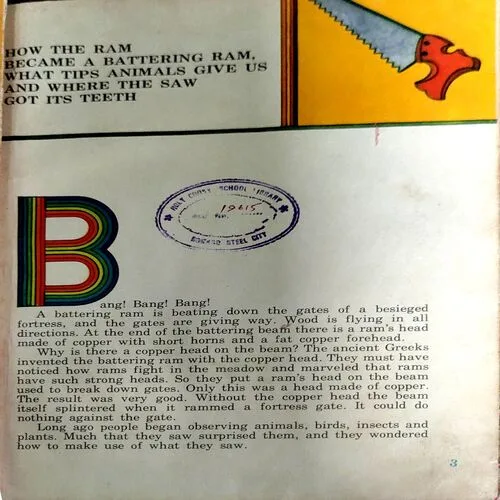 HOW THE RAM
BECAME A BATTERING RAM,
WHAT TIPS ANIMALS GIVE US
AND WHERE THE SAW
GOT ITS TEETH
HOLY CROSS SCHOOL LIBRARY
19615
BOKARO STEEL CITY
Bang! Bang! Bang!
A battering ram is beating down the gates of a besieged
fortress, and the gates are giving way. Wood is flying in all
directions. At the end of the battering beam there is a ram's head
made of copper with short horns and a fat copper forehead.
Why is there a copper head on the beam? The ancient Greeks
invented the battering ram with the copper head. They must have
noticed how rams fight in the meadow and marveled that rams
have such strong heads. So they put a ram's head on the beam
used to break down gates. Only this was a head made of copper.
The result was very good. Without the copper head the beam
itself splintered when it rammed a fortress gate. It could do
nothing against the gate.
Long ago people began observing animals, birds, insects and
plants. Much that they saw surprised them, and they wondered
how to make use of what they saw.
3